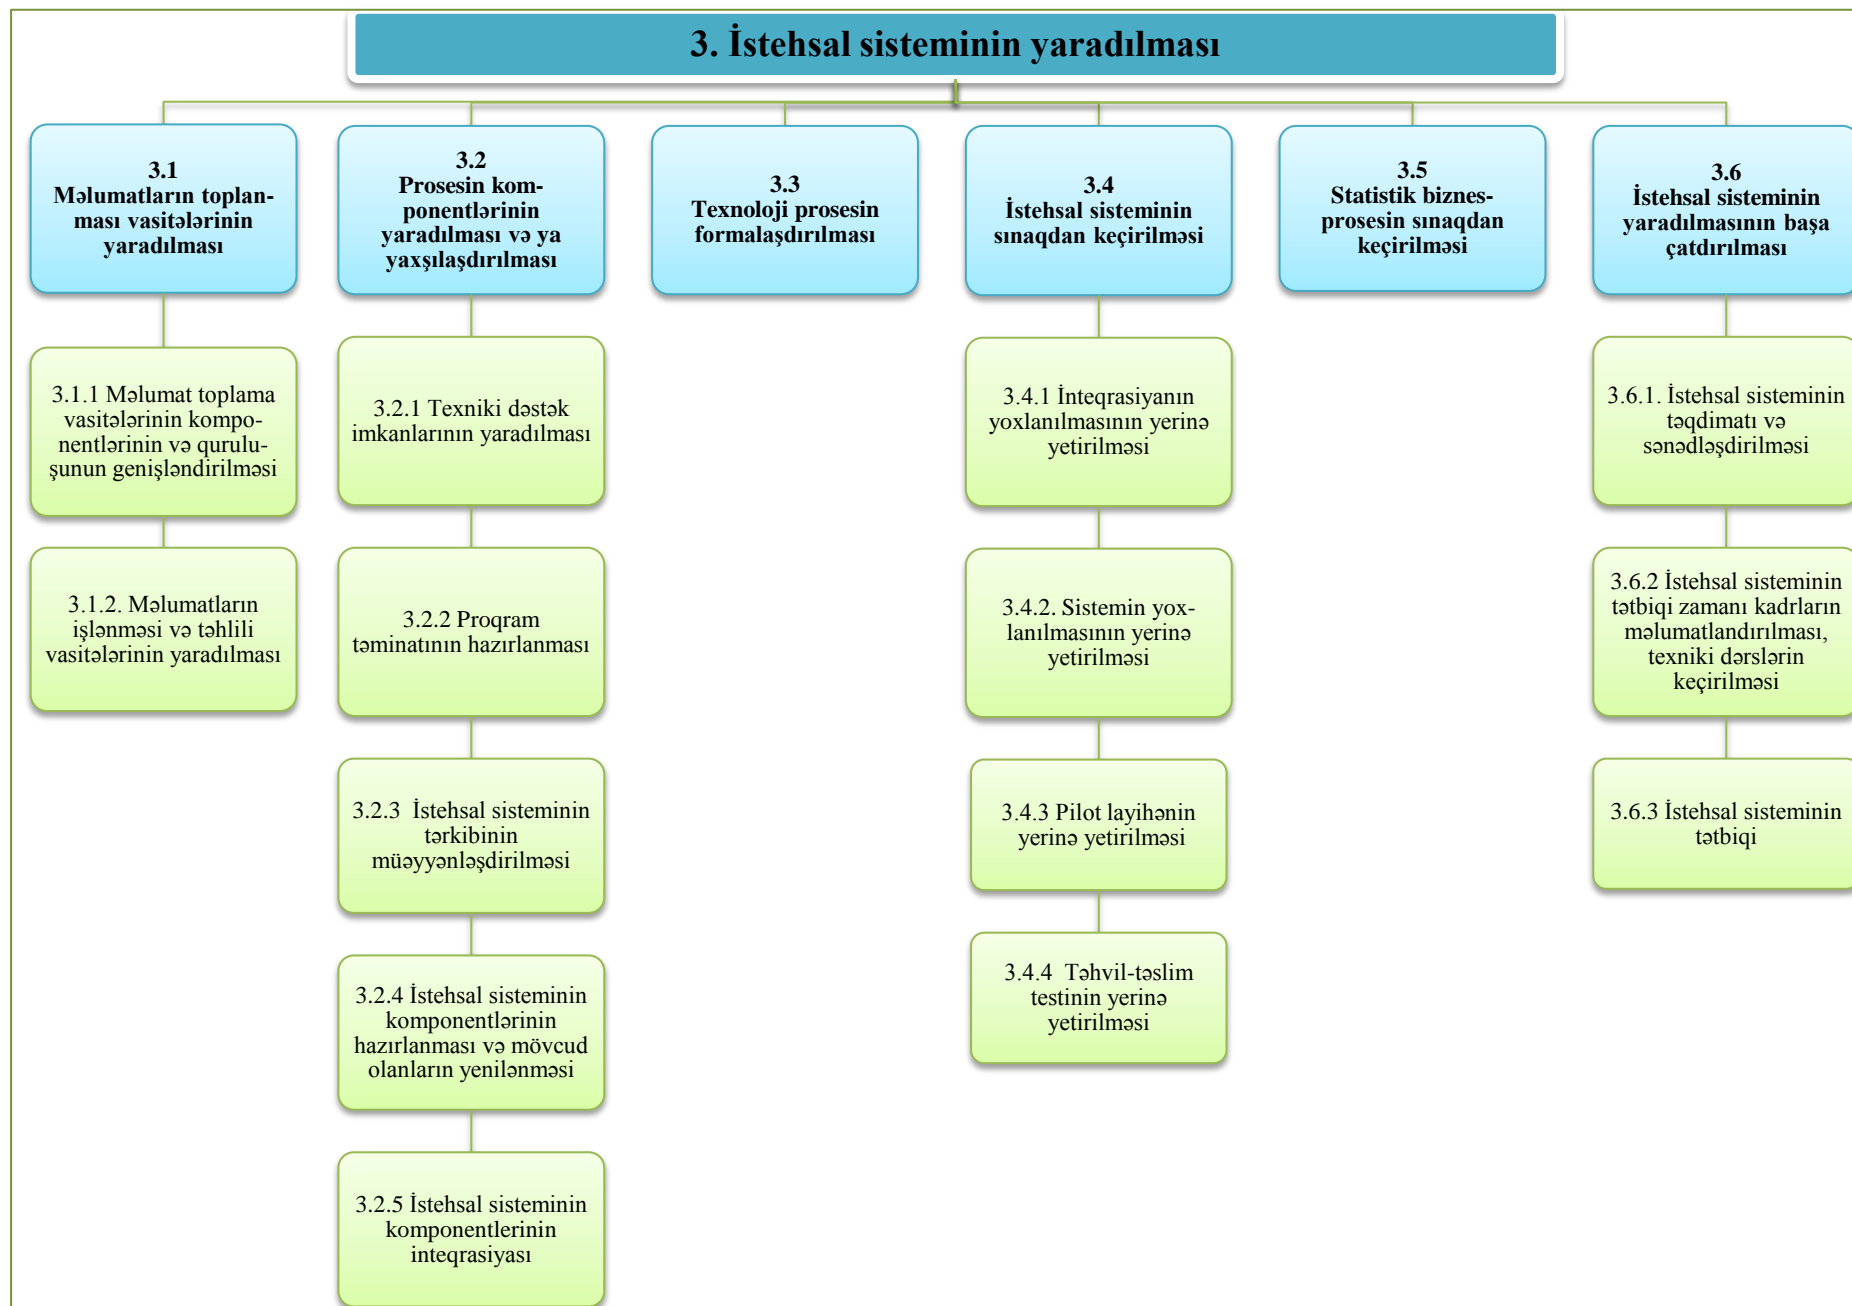 3. İstehsal sisteminin yaradılması
3.1
Məlumatların toplan-
ması vasitələrinin
yaradılması
3.2
Prosesin kom-
ponentlərinin
yaradılması və ya
yaxşılaşdırılması
3.3
Texnoloji prosesin
formalaşdırılması
3.4
İstehsal sisteminin
sınaqdan keçirilməsi
3.5
Statistik biznes-
prosesin sınaqdan
keçirilməsi
3.6
İstehsal sisteminin
yaradılmasının başa
çatdırılması
3.1.1 Məlumat toplama
vasitələrinin kompo-
nentlərinin və qurulu-
şunun genişləndirilməsi
3.1.2. Məlumatların
işlənməsi və təhlili
vasitələrinin yaradılması
3.2.1 Texniki dəstək
imkanlarının yaradılması
3.2.2 Proqram
təminatının hazırlanması
3.2.3  İstehsal sisteminin
tərkibinin
müəyyənləşdirilməsi
3.2.4 İstehsal sisteminin
komponentlərinin
hazırlanması və mövcud
olanların yenilənməsi
3.2.5 İstehsal sisteminin
komponentlerinin
inteqrasiyası
3.4.1 İnteqrasiyanın
yoxlanılmasının yerinə
yetirilməsi
3.4.2. Sistemin yox-
lanılmasının yerinə
yetirilməsi
3.4.3 Pilot layihənin
yerinə yetirilməsi
3.4.4  Təhvil-təslim
testinin yerinə
yetirilməsi
3.6.1. İstehsal sisteminin
təqdimatı və
sənədləşdirilməsi
3.6.2 İstehsal sisteminin
tətbiqi zamanı kadrların
məlumatlandırılması,
texniki dərslərin
keçirilməsi
3.6.3 İstehsal sisteminin
tətbiqi